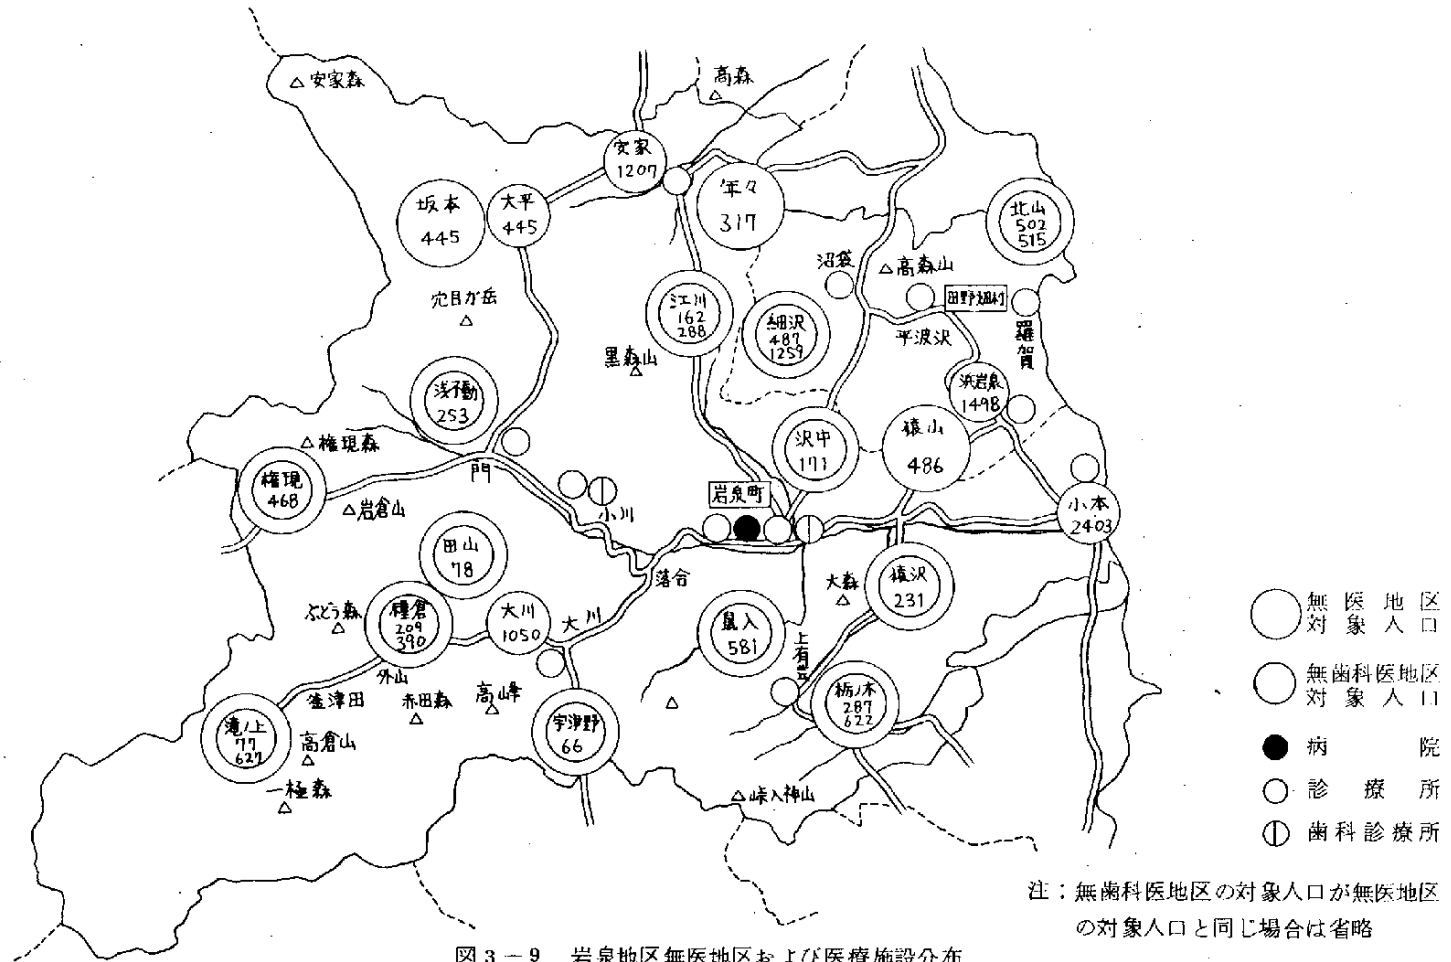 安家森
高森
安家
1207
坂本
445
大平
445
年々
317
北山
502
515
沼袋
高森山
田野畑村
羅賀
平波沢
穴目が岳
江川
162
288
細沢
487
1259
黒森山
浅不動
253
浜岩泉
1498
権現森
権現
468
門
岩倉山
沢中
171
猿山
486
小川
岩泉町
小本
2403
田山
78
落合
大森
猿沢
231
ぶどう森
種倉
209
390
大川
1050
大川
鼠入
581
上有芸
外山
釜津田
赤田森
高峰
栃ノ木
287
622
滝ノ上
77
627
高倉山
宇津野
66
一極森
峠ノ神山
無医地区
対象人口
無歯科医地区
対象人口
病院
診療所
歯科診療所
注：無歯科医地区の対象人口が無医地区
の対象人口と同じ場合は省略
図3－9 岩泉地区無医地区および医療施設分布